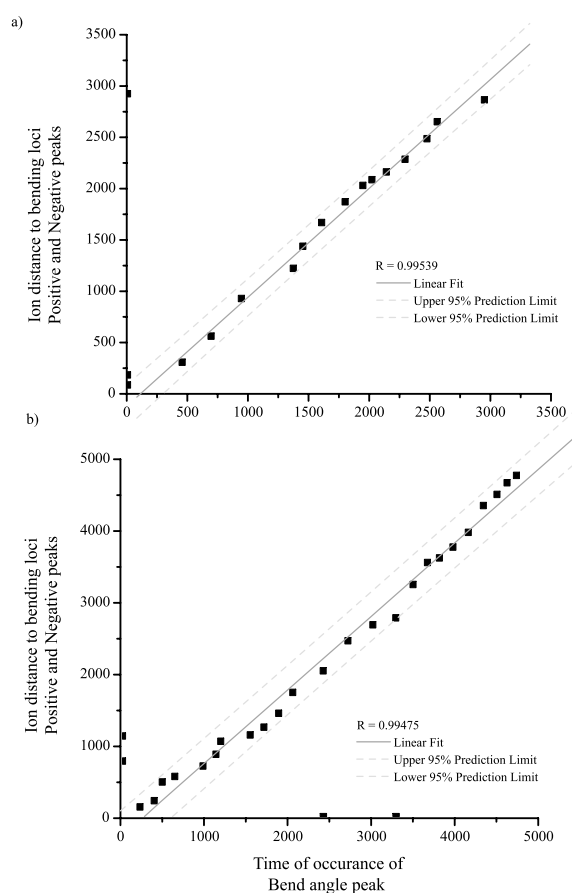 a)
3500
3000
2500
2000
1500
1000
500
0
Ion distance to bending loci
Positive and Negative peaks
R = 0.99539
Linear Fit
Upper 95% Prediction Limit
Lower 95% Prediction Limit
0 500 1000 1500 2000 2500 3000 3500
b)
5000
4000
3000
2000
1000
0
Ion distance to bending loci
Positive and Negative peaks
R = 0.99475
Linear Fit
Upper 95% Prediction Limit
Lower 95% Prediction Limit
0 1000 2000 3000 4000 5000
Time of occurance of
Bend angle peak